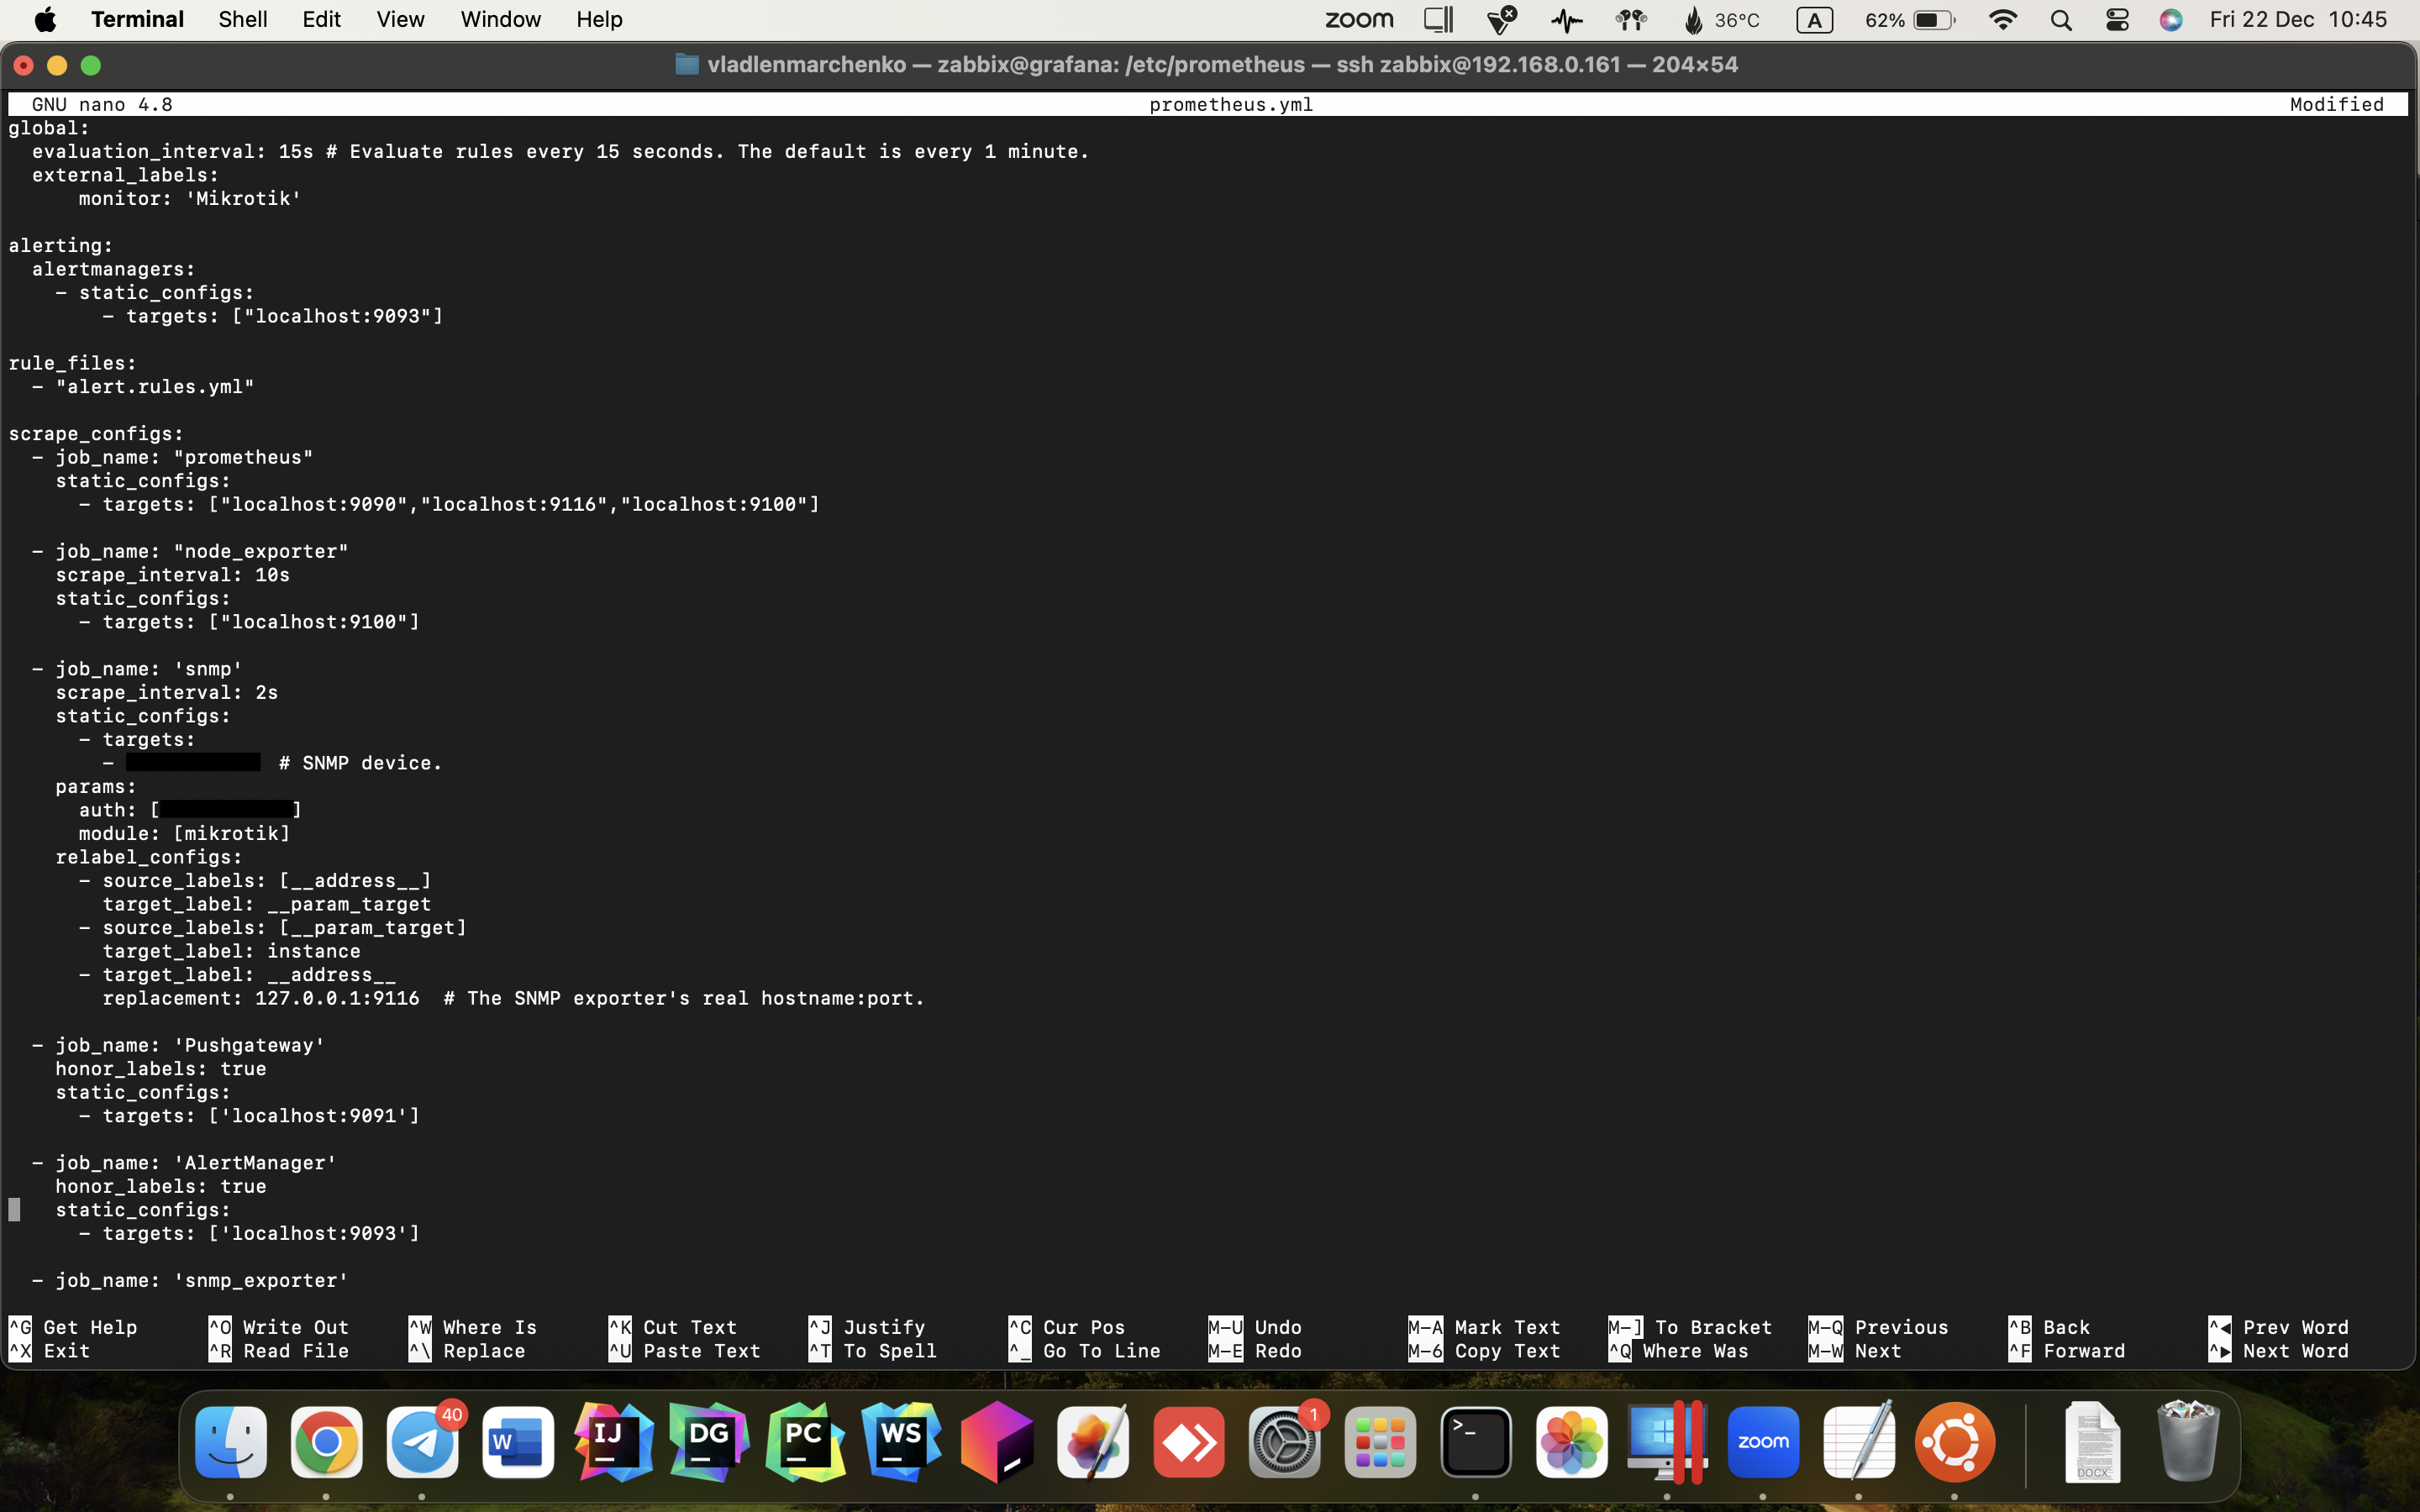 Terminal Shell Edit View Window Help zoom 36°C A 62% Fri 22 Dec 10:45
vladlenmarchenko — zabbix@grafana: /etc/prometheus — ssh zabbix@192.168.0.161 — 204×54
GNU nano 4.8 prometheus.yml Modified
global:
  evaluation_interval: 15s # Evaluate rules every 15 seconds. The default is every 1 minute.
  external_labels:
      monitor: 'Mikrotik'
alerting:
  alertmanagers:
    - static_configs:
        - targets: ["localhost:9093"]
rule_files:
  - "alert.rules.yml"
scrape_configs:
  - job_name: "prometheus"
    static_configs:
      - targets: ["localhost:9090","localhost:9116","localhost:9100"]
  - job_name: "node_exporter"
    scrape_interval: 10s
    static_configs:
      - targets: ["localhost:9100"]
  - job_name: 'snmp'
    scrape_interval: 2s
    static_configs:
      - targets:
        - # SNMP device.
    params:
      auth: [ ]
      module: [mikrotik]
    relabel_configs:
      - source_labels: [__address__]
        target_label: __param_target
      - source_labels: [__param_target]
        target_label: instance
      - target_label: __address__
        replacement: 127.0.0.1:9116  # The SNMP exporter's real hostname:port.
  - job_name: 'Pushgateway'
    honor_labels: true
    static_configs:
      - targets: ['localhost:9091']
  - job_name: 'AlertManager'
    honor_labels: true
    static_configs:
      - targets: ['localhost:9093']
  - job_name: 'snmp_exporter'
^G Get Help ^O Write Out ^W Where Is ^K Cut Text ^J Justify ^C Cur Pos M-U Undo M-A Mark Text M-] To Bracket M-Q Previous ^B Back ^◀ Prev Word
^X Exit ^R Read File ^\ Replace ^U Paste Text ^T To Spell ^_ Go To Line M-E Redo M-6 Copy Text ^Q Where Was M-W Next ^F Forward ^▶ Next Word
40 W IJ DG PC WS 1 >_ zoom DOCX